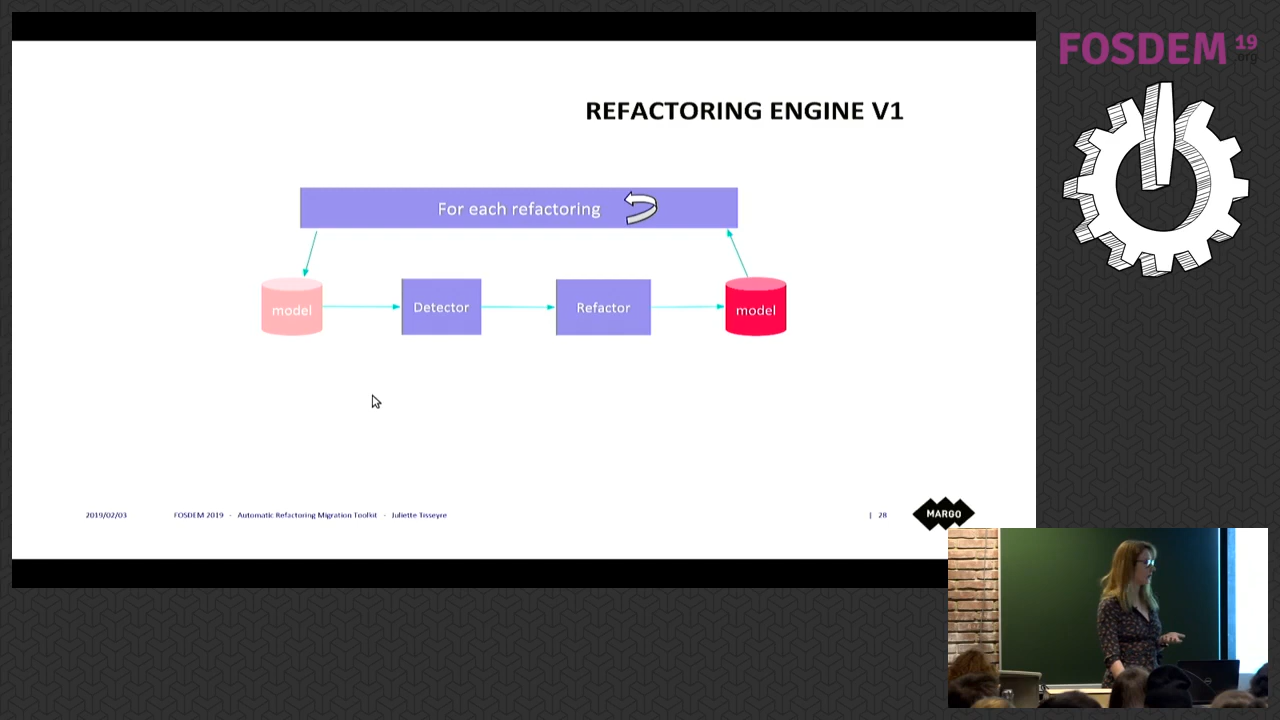 FOSDEM 19
.org
REFACTORING ENGINE V1
For each refactoring
model
Detector
Refactor
model
2019/02/03 FOSDEM 2019 - Automatic Refactoring Migration Toolkit - Juliette Tisseyre | 28
MARGO